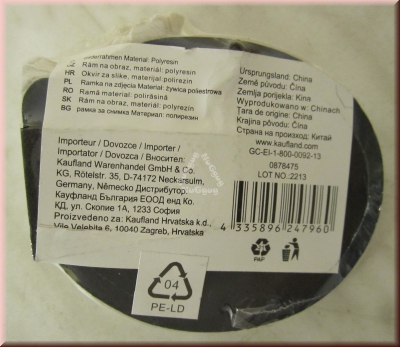 Bilderrahmen Material: Polyresin
CZ Rám na obraz, materiál: polyresin
HR Okvir za slike, materijal: polirezin
PL Ramka na zdjęcia Materiał: żywica poliestrowa
RO Ramă material: polirășină
SK Rám na obraz, materiál: polyresin
BG рамка за снимка Материал: полирезин
Ursprungsland: China
Země původu: Čína
Zemlja porijekla: Kina
Wyprodukowano w: Chinach
Țara de origine: China
Krajina pôvodu: Čína
Страна на произход: Китай
www.kaufland.com
GC-EI-1-800-0092-13
0878475
LOT NO.:2213
Importeur / Dovozce / Importer /
Importator / Dovozca / Вносител:
Kaufland Warenhandel GmbH & Co.
KG, Rötelstr. 35, D-74172 Neckarsulm,
Germany, Německo Дистрибутор:
Кауфланд България ЕООД енд Ко
КД, ул. Скопие 1А, 1233 София
Proizvedeno za: Kaufland Hrvatska k.d.,
Vile Velebita 6, 10040 Zagreb, Hrvatska
4 335896 247960
PAP
04
PE-LD